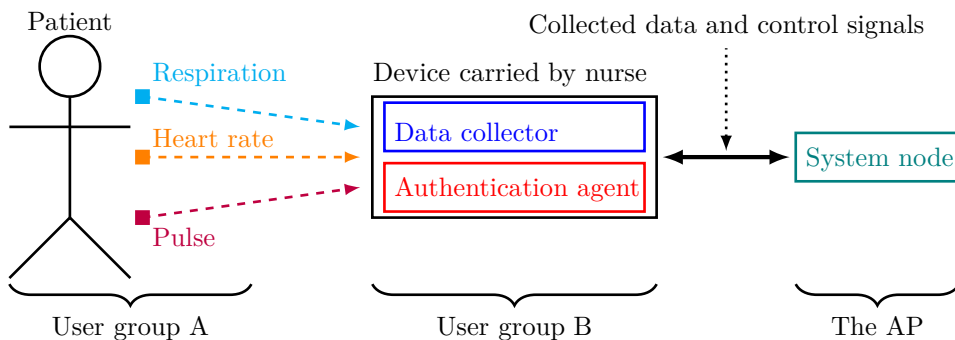 Patient
Collected data and control signals
Respiration
Device carried by nurse
Data collector
Heart rate
System node
Authentication agent
Pulse
User group A
User group B
The AP